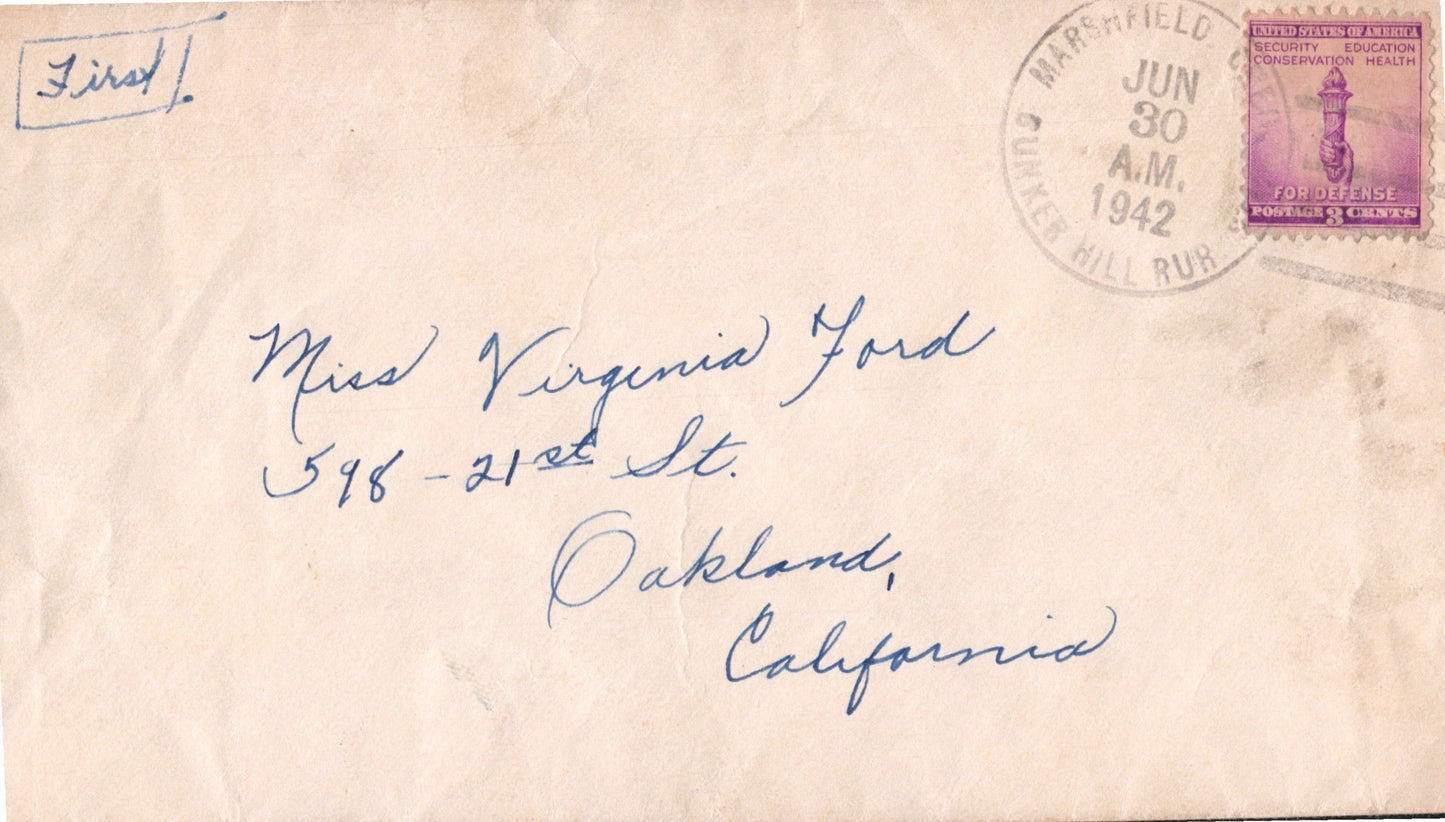 First!
MARSHFIELD, OREG.
BUNKER HILL RUR. B
JUN
30
A.M.
1942
UNITED STATES OF AMERICA
SECURITY EDUCATION
CONSERVATION HEALTH
FOR DEFENSE
POSTAGE 3 CENTS
Miss Virginia Ford
598 - 21st St.
Oakland,
California